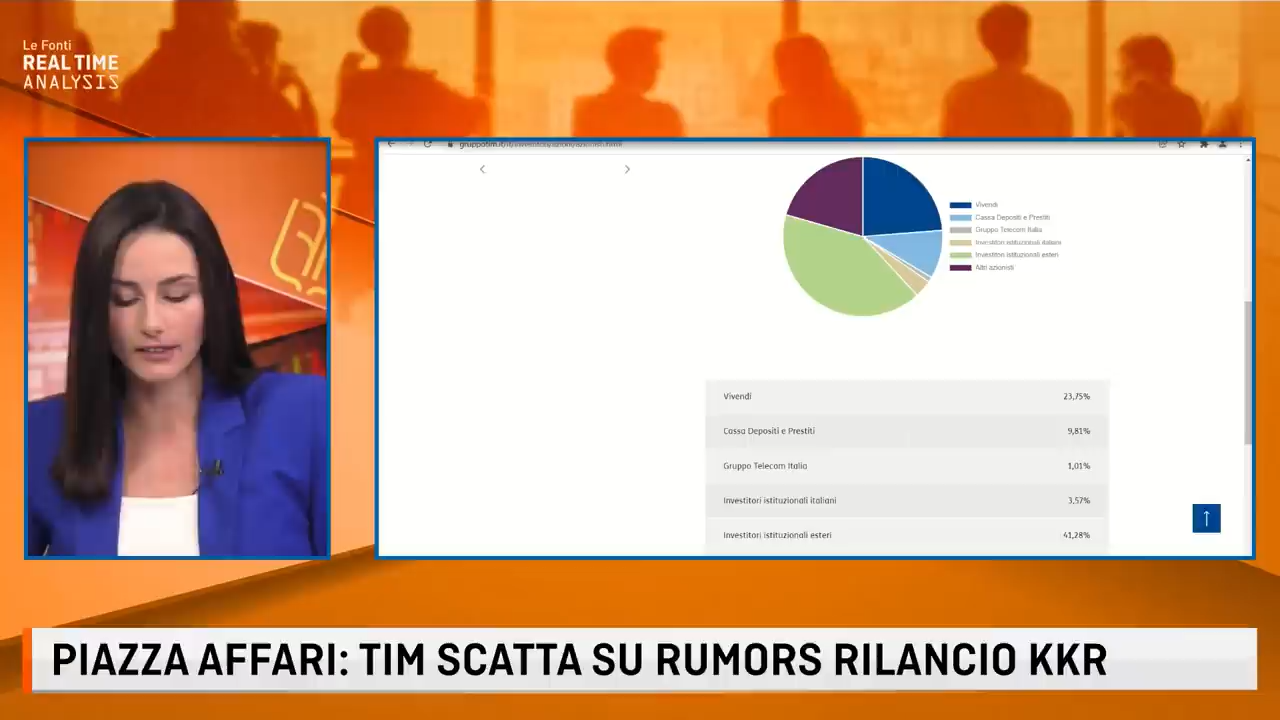 Le Fonti
REAL TIME
ANALYSIS
Vivendi
Cassa Depositi e Prestiti
Gruppo Telecom Italia
Investitori istituzionali italiani
Investitori istituzionali esteri
Altri azionisti
Vivendi 23,75%
Cassa Depositi e Prestiti 9,81%
Gruppo Telecom Italia 1,01%
Investitori istituzionali italiani 3,57%
Investitori istituzionali esteri 41,28%
PIAZZA AFFARI: TIM SCATTA SU RUMORS RILANCIO KKR